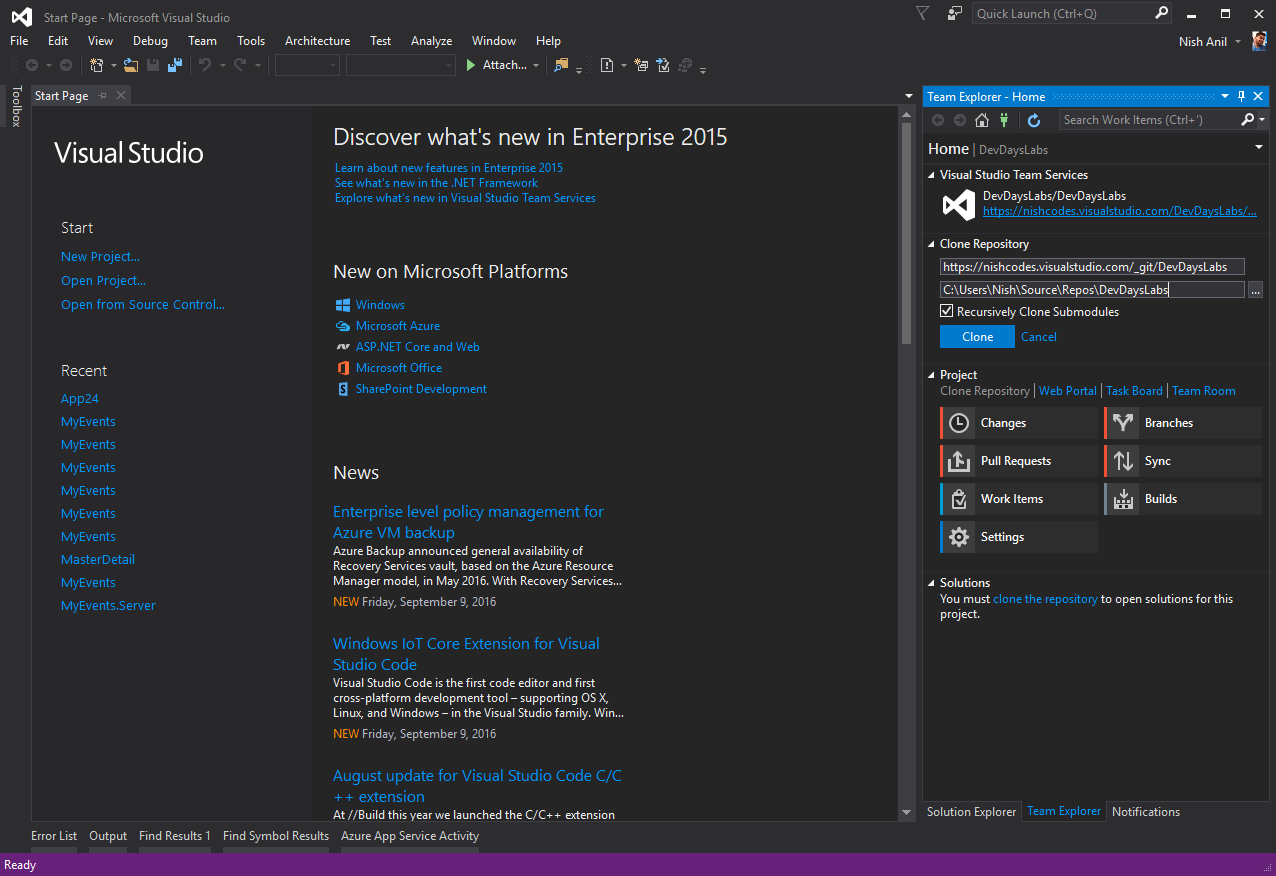 Start Page - Microsoft Visual Studio
Quick Launch (Ctrl+Q)
File Edit View Debug Team Tools Architecture Test Analyze Window Help
Nish Anil
Attach...
Toolbox
Start Page
Visual Studio
Start
New Project...
Open Project...
Open from Source Control...
Recent
App24
MyEvents
MyEvents
MyEvents
MyEvents
MyEvents
MyEvents
MasterDetail
MyEvents
MyEvents.Server
Discover what's new in Enterprise 2015
Learn about new features in Enterprise 2015
See what's new in the .NET Framework
Explore what's new in Visual Studio Team Services
New on Microsoft Platforms
Windows
Microsoft Azure
ASP.NET Core and Web
Microsoft Office
SharePoint Development
News
Enterprise level policy management for
Azure VM backup
Azure Backup announced general availability of
Recovery Services vault, based on the Azure Resource
Manager model, in May 2016. With Recovery Services...
NEW Friday, September 9, 2016
Windows IoT Core Extension for Visual
Studio Code
Visual Studio Code is the first code editor and first
cross-platform development tool – supporting OS X,
Linux, and Windows – in the Visual Studio family. Win...
NEW Friday, September 9, 2016
August update for Visual Studio Code C/C
++ extension
At //Build this year we launched the C/C++ extension
Team Explorer - Home
Search Work Items (Ctrl+')
Home | DevDaysLabs
Visual Studio Team Services
DevDaysLabs/DevDaysLabs
https://nishcodes.visualstudio.com/DevDaysLabs/...
Clone Repository
https://nishcodes.visualstudio.com/_git/DevDaysLabs
C:\Users\Nish\Source\Repos\DevDaysLabs
...
Recursively Clone Submodules
Clone Cancel
Project
Clone Repository | Web Portal | Task Board | Team Room
Changes Branches
Pull Requests Sync
Work Items Builds
Settings
Solutions
You must clone the repository to open solutions for this
project.
Solution Explorer Team Explorer Notifications
Error List Output Find Results 1 Find Symbol Results Azure App Service Activity
Ready